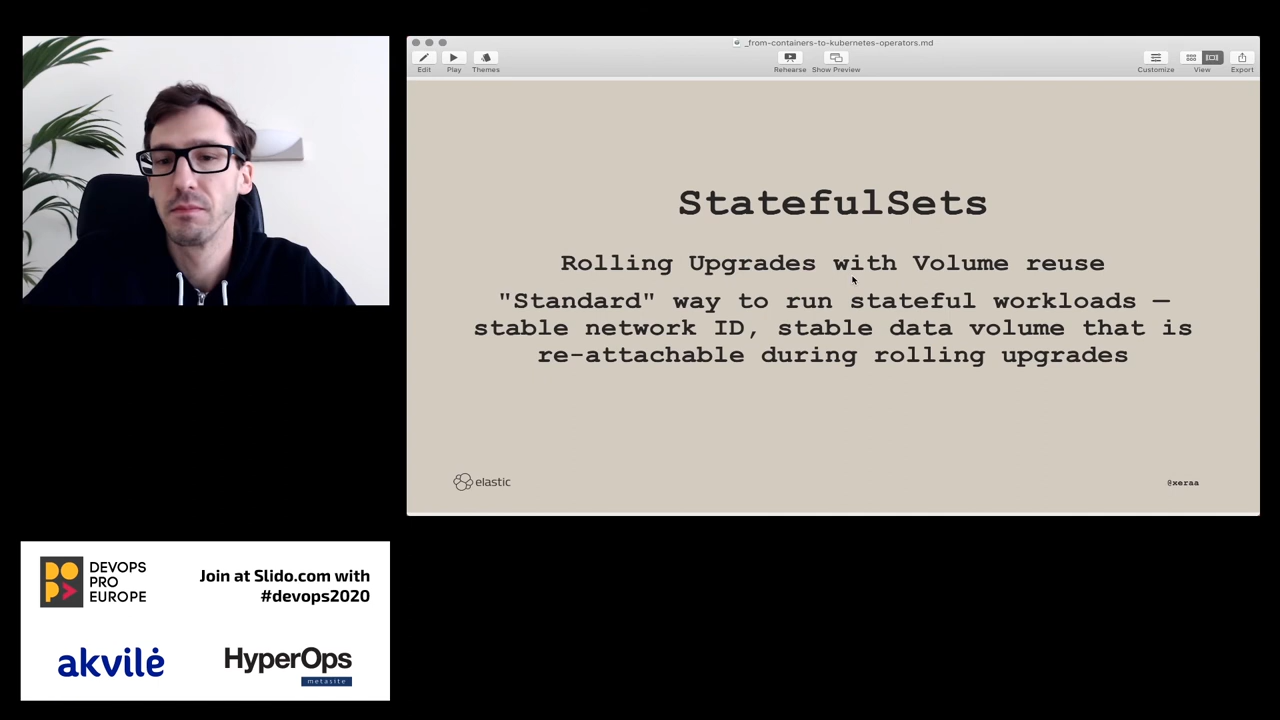 _from-containers-to-kubernetes-operators.md
Edit
Play
Themes
Rehearse
Show Preview
Customize
View
Export
StatefulSets
Rolling Upgrades with Volume reuse
"Standard" way to run stateful workloads —
stable network ID, stable data volume that is
re-attachable during rolling upgrades
elastic
@xeraa
DEVOPS
PRO
EUROPE
Join at Slido.com with
#devops2020
akvilė
HyperOps
metasite